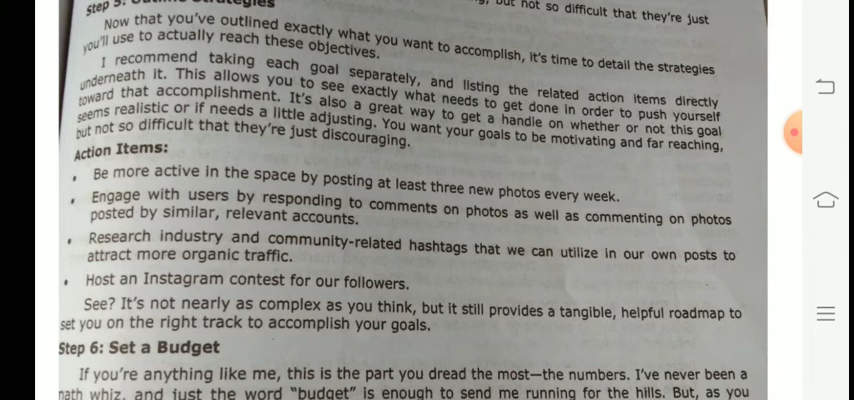 but not so difficult that they're just
Step 5: Outline Strategies
Now that you've outlined exactly what you want to accomplish, it's time to detail the strategies
you'll use to actually reach these objectives.
I recommend taking each goal separately, and listing the related action items directly
underneath it. This allows you to see exactly what needs to get done in order to push yourself
toward that accomplishment. It's also a great way to get a handle on whether or not this goal
seems realistic or if needs a little adjusting. You want your goals to be motivating and far reaching,
but not so difficult that they're just discouraging.
Action Items:
• Be more active in the space by posting at least three new photos every week.
• Engage with users by responding to comments on photos as well as commenting on photos
posted by similar, relevant accounts.
• Research industry and community-related hashtags that we can utilize in our own posts to
attract more organic traffic.
• Host an Instagram contest for our followers.
See? It's not nearly as complex as you think, but it still provides a tangible, helpful roadmap to
set you on the right track to accomplish your goals.
Step 6: Set a Budget
If you're anything like me, this is the part you dread the most—the numbers. I've never been a
math whiz, and just the word "budget" is enough to send me running for the hills. But, as you